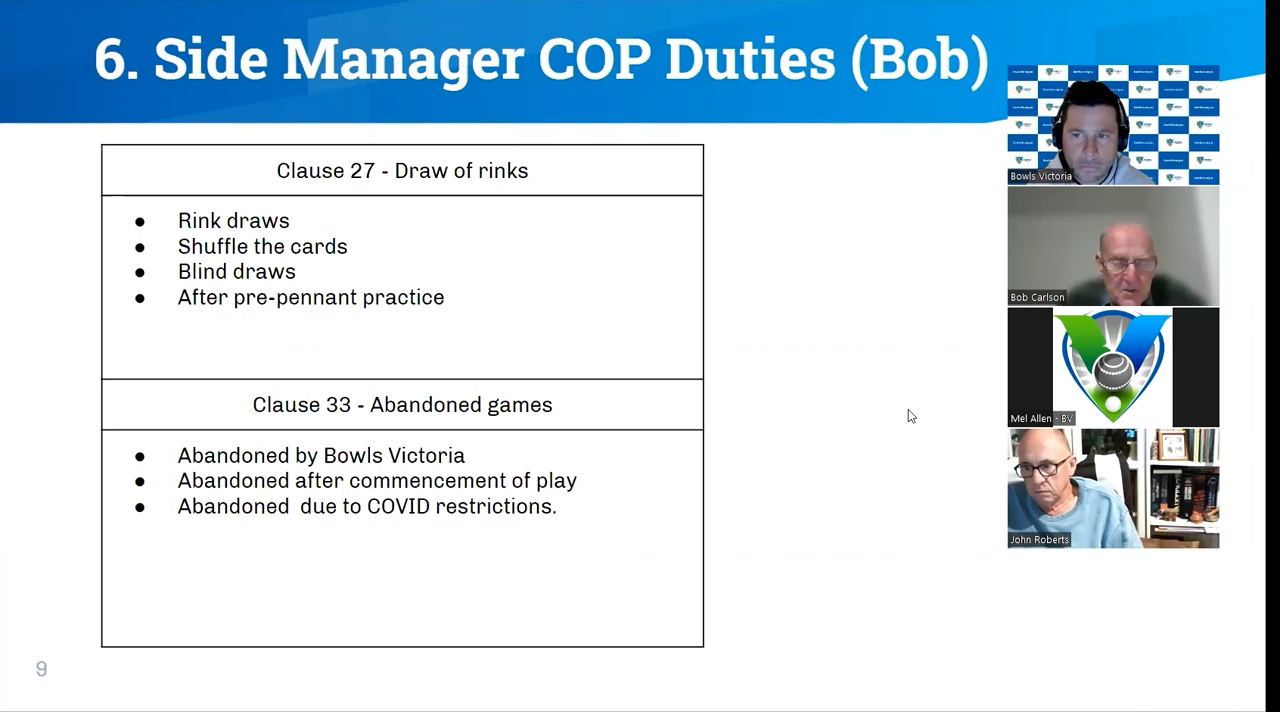 6. Side Manager COP Duties (Bob)
Clause 27 - Draw of rinks
● Rink draws
● Shuffle the cards
● Blind draws
● After pre-pennant practice
Clause 33 - Abandoned games
● Abandoned by Bowls Victoria
● Abandoned after commencement of play
● Abandoned  due to COVID restrictions.
9
Bowls Victoria
Bob Carlson
Mel Allen - BV
John Roberts